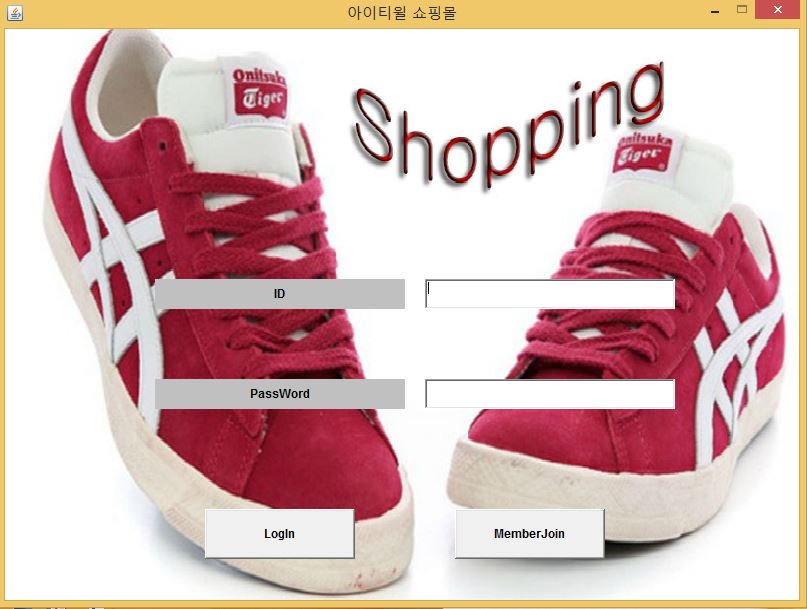 아이티윌 쇼핑몰
Onitsuka
Tiger
Shopping
Onitsuka
Tiger
ID
PassWord
LogIn
MemberJoin